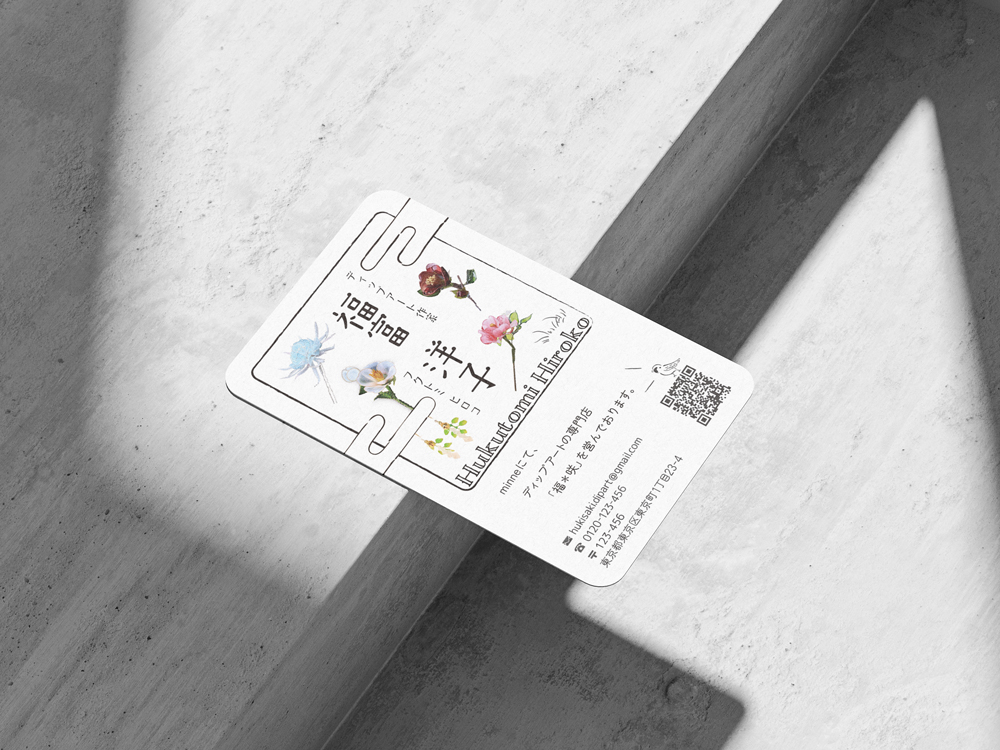 ディップアート作家
福富 洋子
フクトミ ヒロコ
Hukutomi Hiroko
minneにて、
ディップアートの専門店
「福*咲」を営んでおります。
hukisakidipart@gmail.com
0120-123-456
〒 123-456
東京都東京区東京町1丁目23-4